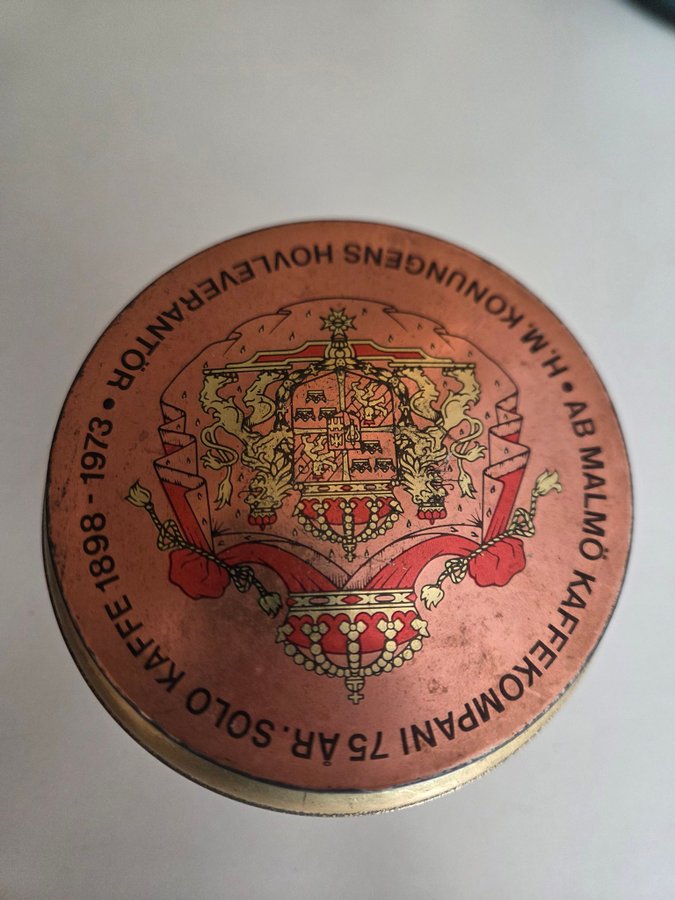 AB MALMÖ KAFFEKOMPANI 75 ÅR. SOLO KAFFE 1898 - 1973 •
H.M. KONUNGENS HOVLEVERANTÖR •